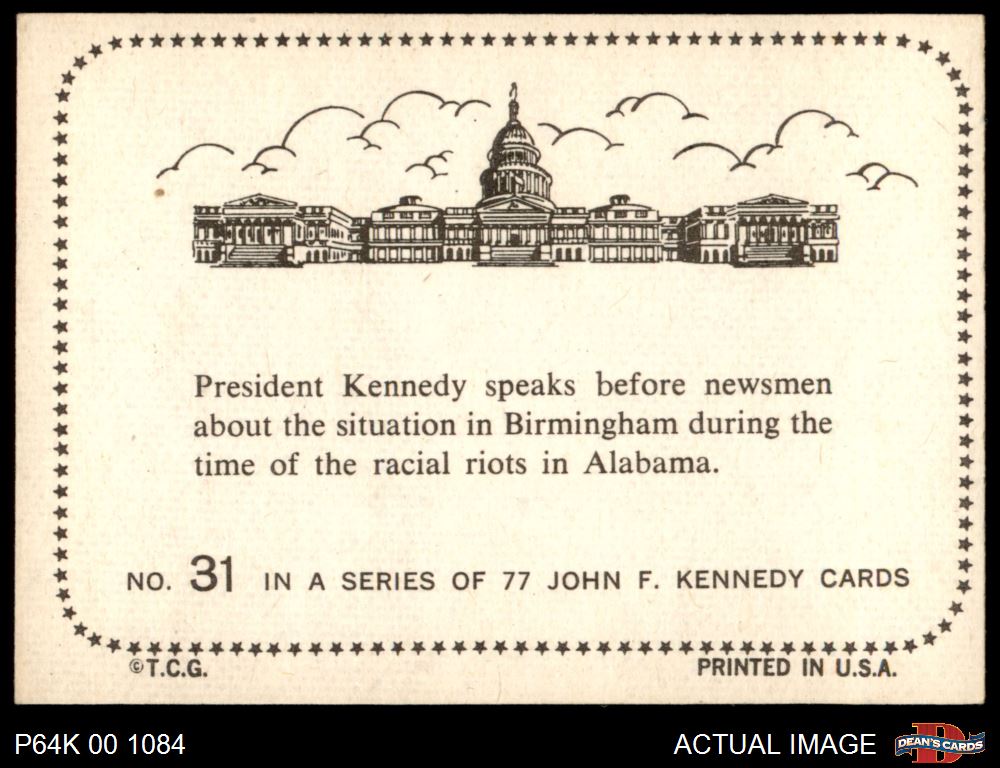 President Kennedy speaks before newsmen
about the situation in Birmingham during the
time of the racial riots in Alabama.
NO. 31 IN A SERIES OF 77 JOHN F. KENNEDY CARDS
©T.C.G. PRINTED IN U.S.A.
P64K 00 1084 ACTUAL IMAGE D DEAN'S CARDS